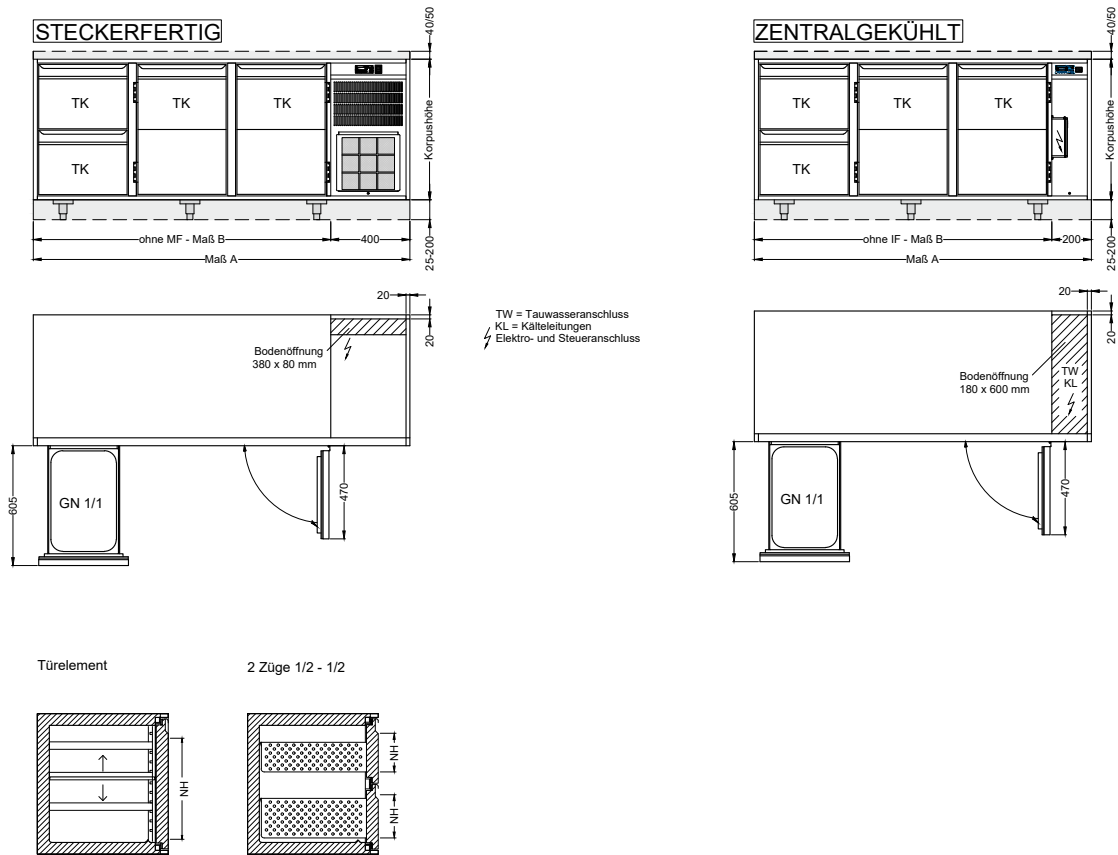 STECKERFERTIG
40/50
TK
TK
TK
TK
Korpushöhe
ohne MF - Maß B
400
Maß A
25-200
ZENTRALGEKÜHLT
40/50
TK
TK
TK
TK
Korpushöhe
ohne IF - Maß B
200
Maß A
25-200
20
20
Bodenöffnung
380 x 80 mm
605
GN 1/1
470
TW = Tauwasseranschluss
KL = Kälteleitungen
Elektro- und Steueranschluss
20
20
Bodenöffnung
180 x 600 mm
TW
KL
605
GN 1/1
470
Türelement
NH
2 Züge 1/2 - 1/2
NH
NH